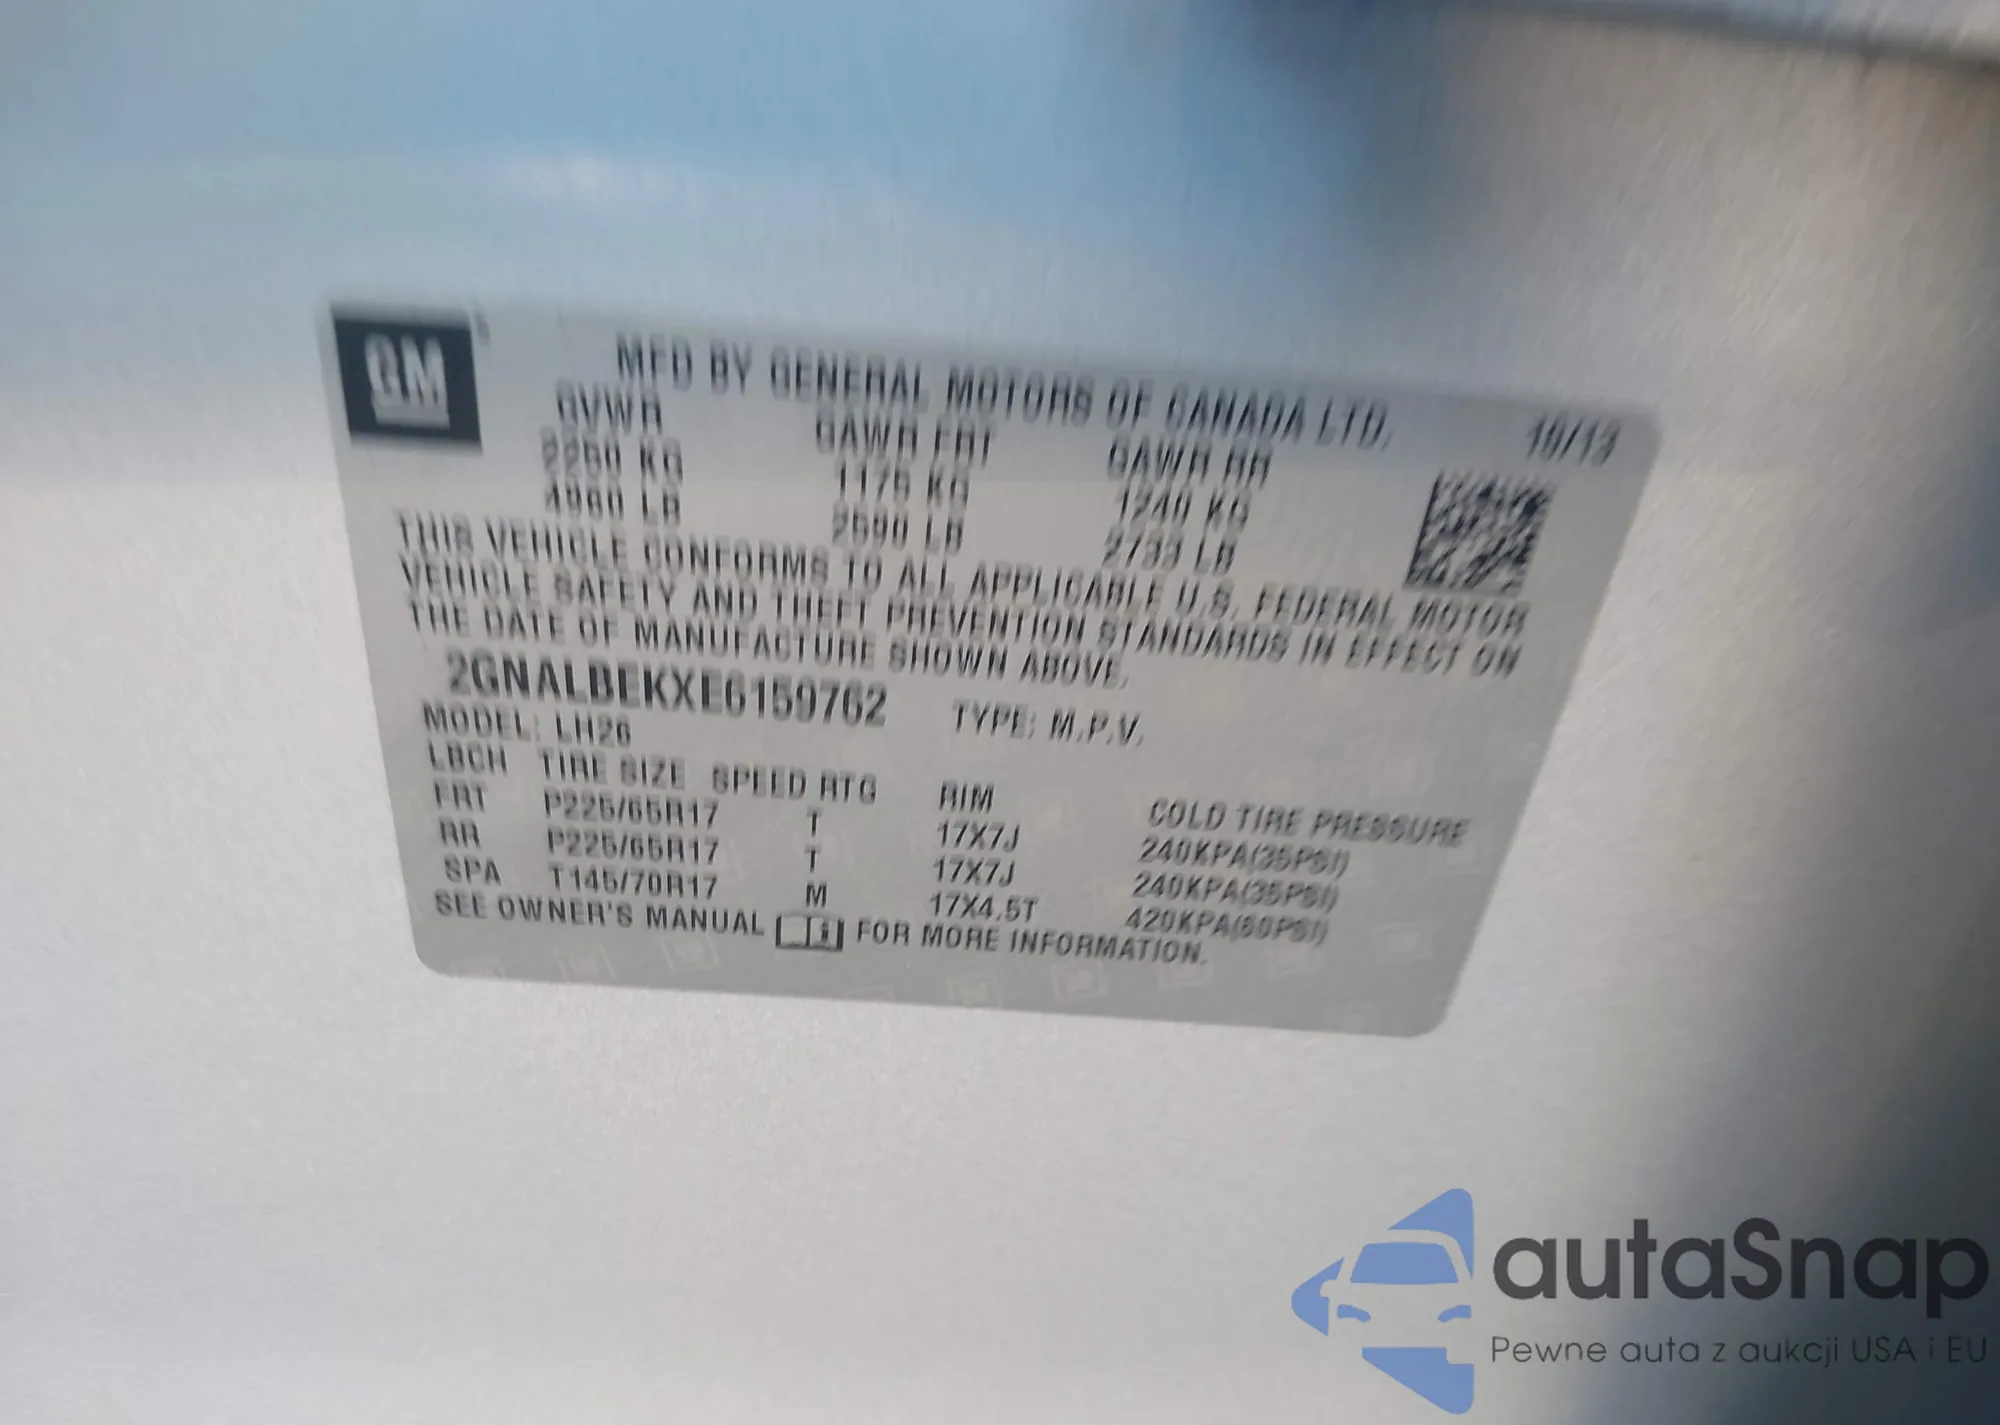 GM
MFD BY GENERAL MOTORS OF CANADA LTD. 10/13
GVWR GAWR FRT GAWR RR
2250 KG 1175 KG 1240 KG
4960 LB 2590 LB 2733 LB
THIS VEHICLE CONFORMS TO ALL APPLICABLE U.S. FEDERAL MOTOR
VEHICLE SAFETY AND THEFT PREVENTION STANDARDS IN EFFECT ON
THE DATE OF MANUFACTURE SHOWN ABOVE.
2GNALBEKXE6159762 TYPE: M.P.V.
MODEL: LH26
LBCH TIRE SIZE SPEED RTG RIM COLD TIRE PRESSURE
FRT P225/65R17 T 17X7J 240KPA(35PSI)
RR P225/65R17 T 17X7J 240KPA(35PSI)
SPA T145/70R17 M 17X4.5T 420KPA(60PSI)
SEE OWNER'S MANUAL FOR MORE INFORMATION.
autaSnap
Pewne auta z aukcji USA i EU